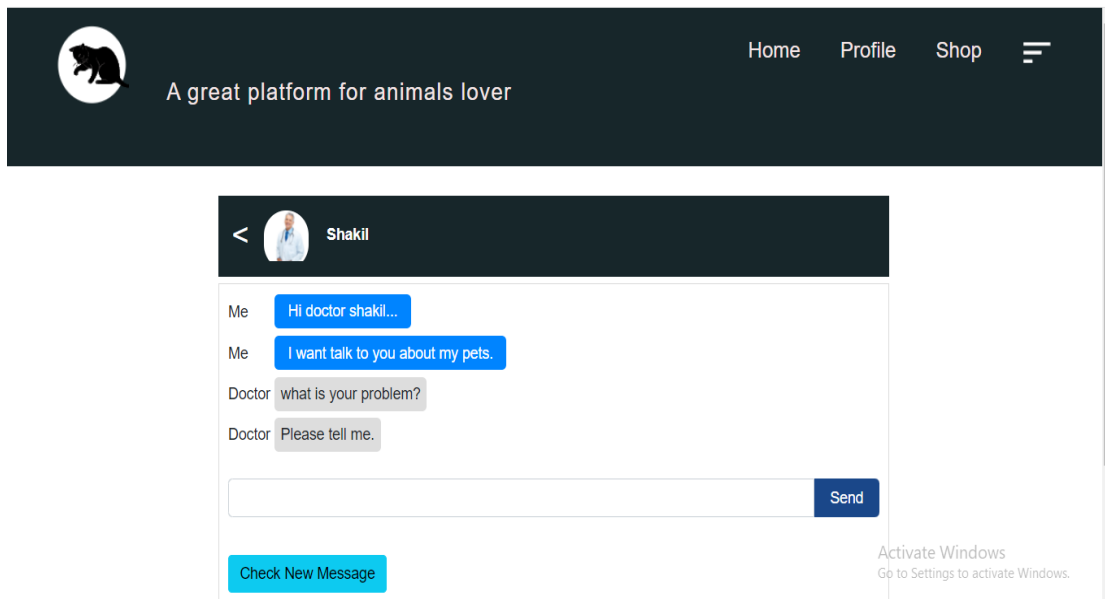 Home Profile Shop
A great platform for animals lover
< Shakil
Me Hi doctor shakil...
Me I want talk to you about my pets.
Doctor what is your problem?
Doctor Please tell me.
Send
Check New Message
Activate Windows
Go to Settings to activate Windows.